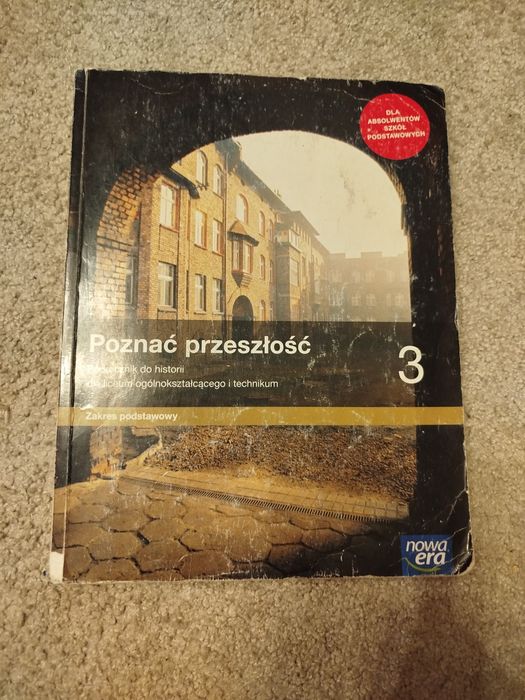 DLA
ABSOLWENTÓW
SZKÓŁ
PODSTAWOWYCH
Poznać przeszłość
3
Podręcznik do historii
dla liceum ogólnokształcącego i technikum
Zakres podstawowy
nowa
era